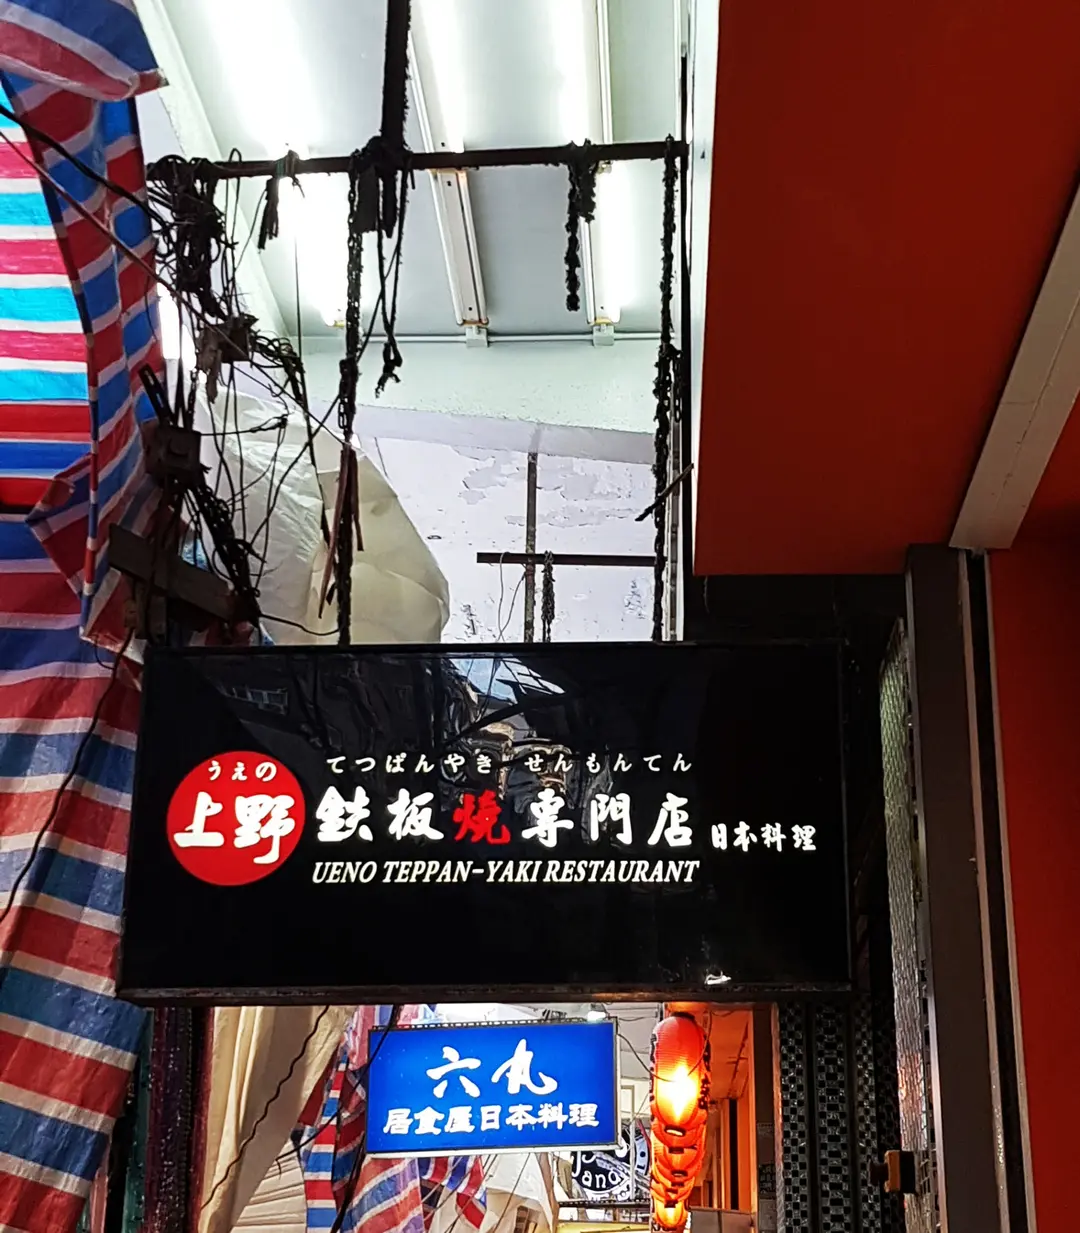 うえの
上野
てつぱんやき せんもんてん
鉄板焼専門店 日本料理
UENO TEPPAN-YAKI RESTAURANT
六丸
居食屋日本料理